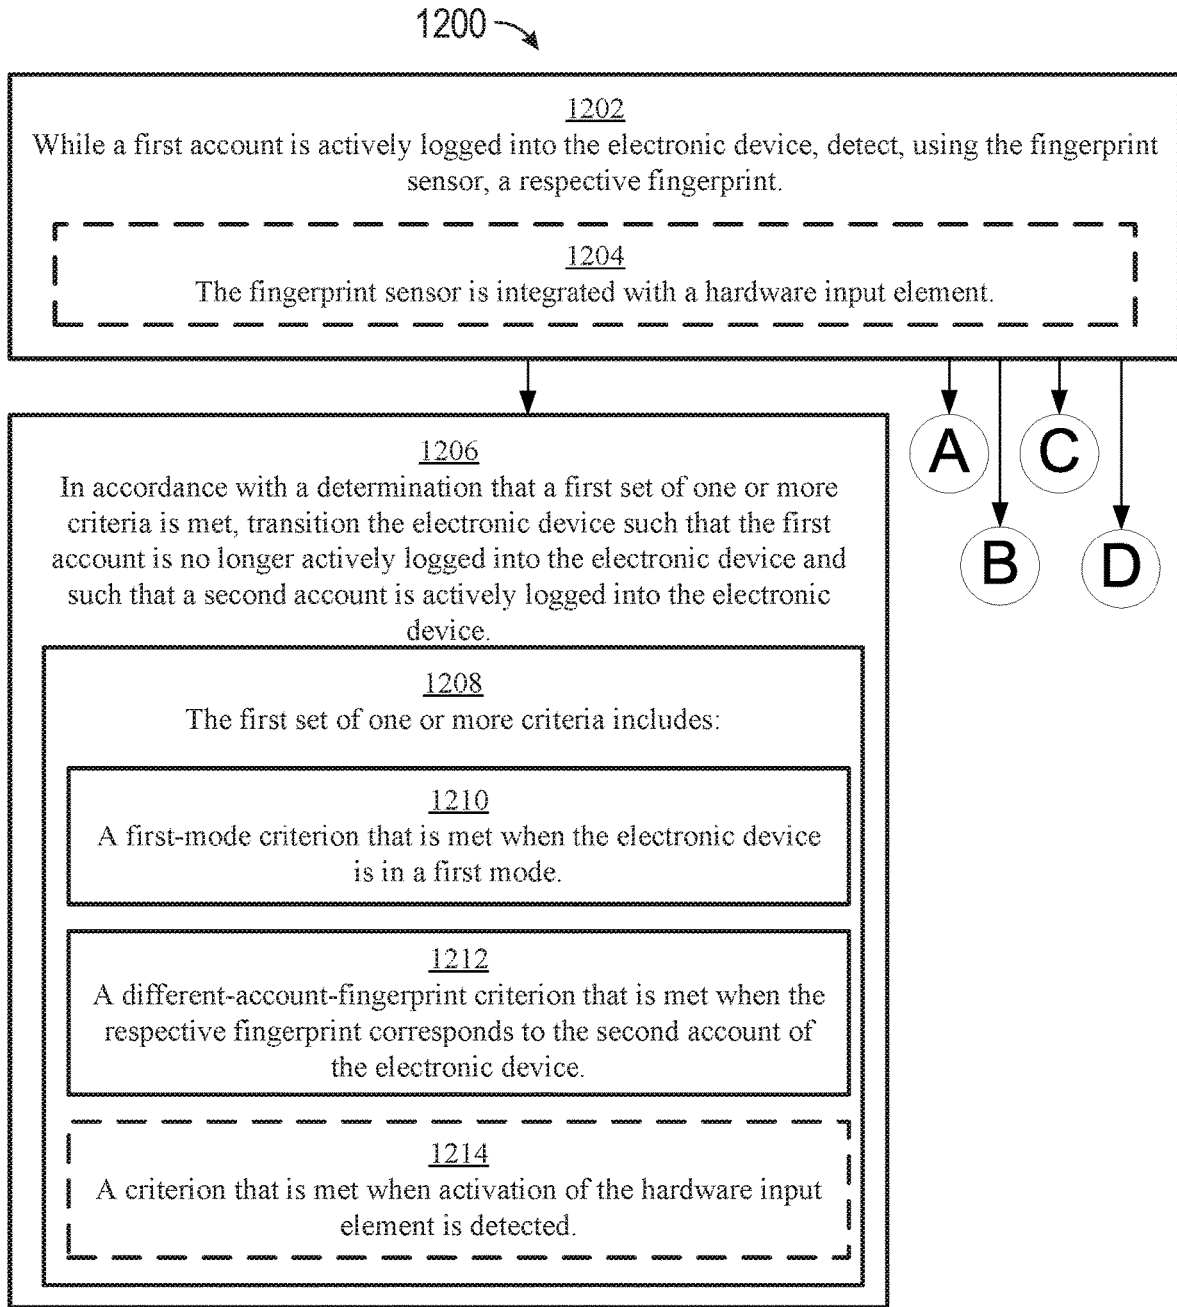 1200
1202
While a first account is actively logged into the electronic device, detect, using the fingerprint
sensor, a respective fingerprint.
1204
The fingerprint sensor is integrated with a hardware input element.
1206
In accordance with a determination that a first set of one or more
criteria is met, transition the electronic device such that the first
account is no longer actively logged into the electronic device and
such that a second account is actively logged into the electronic
device.
A
C
B
D
1208
The first set of one or more criteria includes:
1210
A first-mode criterion that is met when the electronic device
is in a first mode.
1212
A different-account-fingerprint criterion that is met when the
respective fingerprint corresponds to the second account of
the electronic device.
1214
A criterion that is met when activation of the hardware input
element is detected.